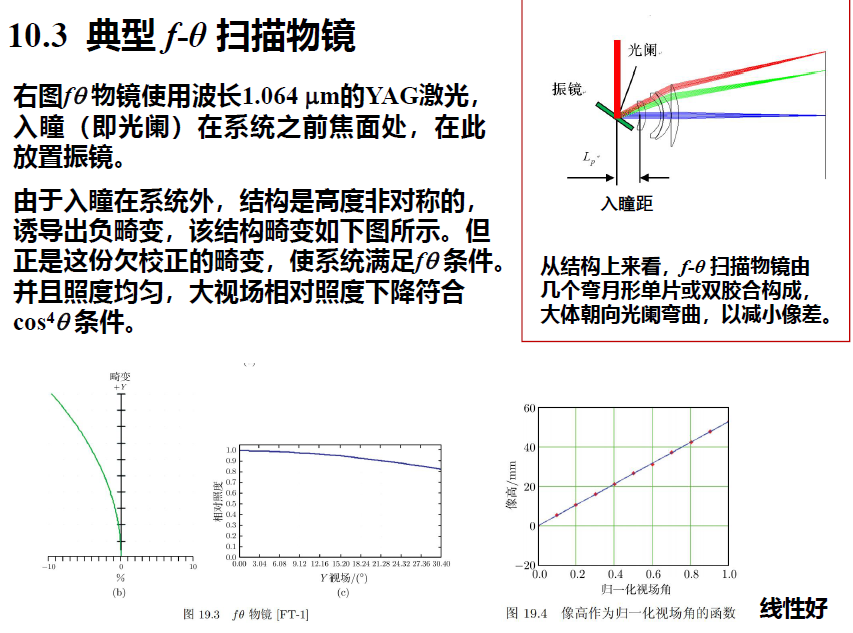 10.3 典型 f-θ 扫描物镜
右图fθ 物镜使用波长1.064 μm的YAG激光，
入瞳（即光阑）在系统之前焦面处，在此
放置振镜。
由于入瞳在系统外，结构是高度非对称的，
诱导出负畸变，该结构畸变如下图所示。但
正是这份欠校正的畸变，使系统满足fθ 条件。
并且照度均匀，大视场相对照度下降符合
cos⁴θ 条件。
光阑
振镜
Lp
入瞳距
从结构上来看，f-θ 扫描物镜由
几个弯月形单片或双胶合构成，
大体朝向光阑弯曲，以减小像差。
畸变
+Y
−10 0 10
%
(b)
相对照度
1.0
0.9
0.8
0.7
0.6
0.5
0.4
0.3
0.2
0.1
0.0
0.00 3.04 6.08 9.12 12.16 15.20 18.24 21.28 24.32 27.36 30.40
Y 视场/(°)
(c)
图 19.3 fθ 物镜 [FT-1]
像高/mm
60
40
20
0
−20
0.0 0.2 0.4 0.6 0.8 1.0
归一化视场角
图 19.4 像高作为归一化视场角的函数
线性好